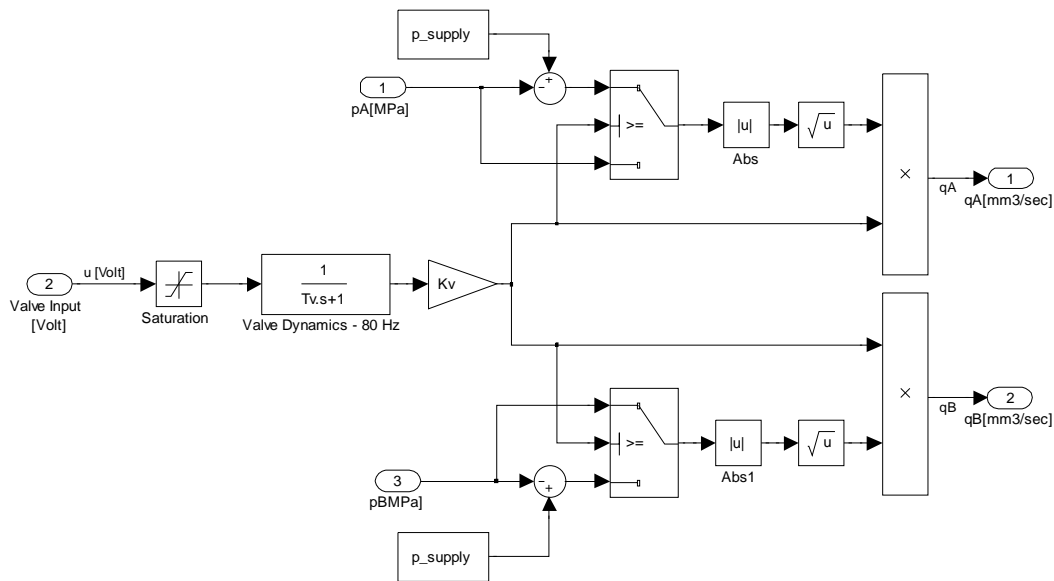 p_supply
1
pA[MPa]
+
−
>=
|u|
Abs
√u
×
qA
1
qA[mm3/sec]
2
Valve Input
[Volt]
u [Volt]
Saturation
1
Tv.s+1
Valve Dynamics - 80 Hz
Kv
>=
|u|
Abs1
√u
×
qB
2
qB[mm3/sec]
3
pBMPa]
−
+
p_supply